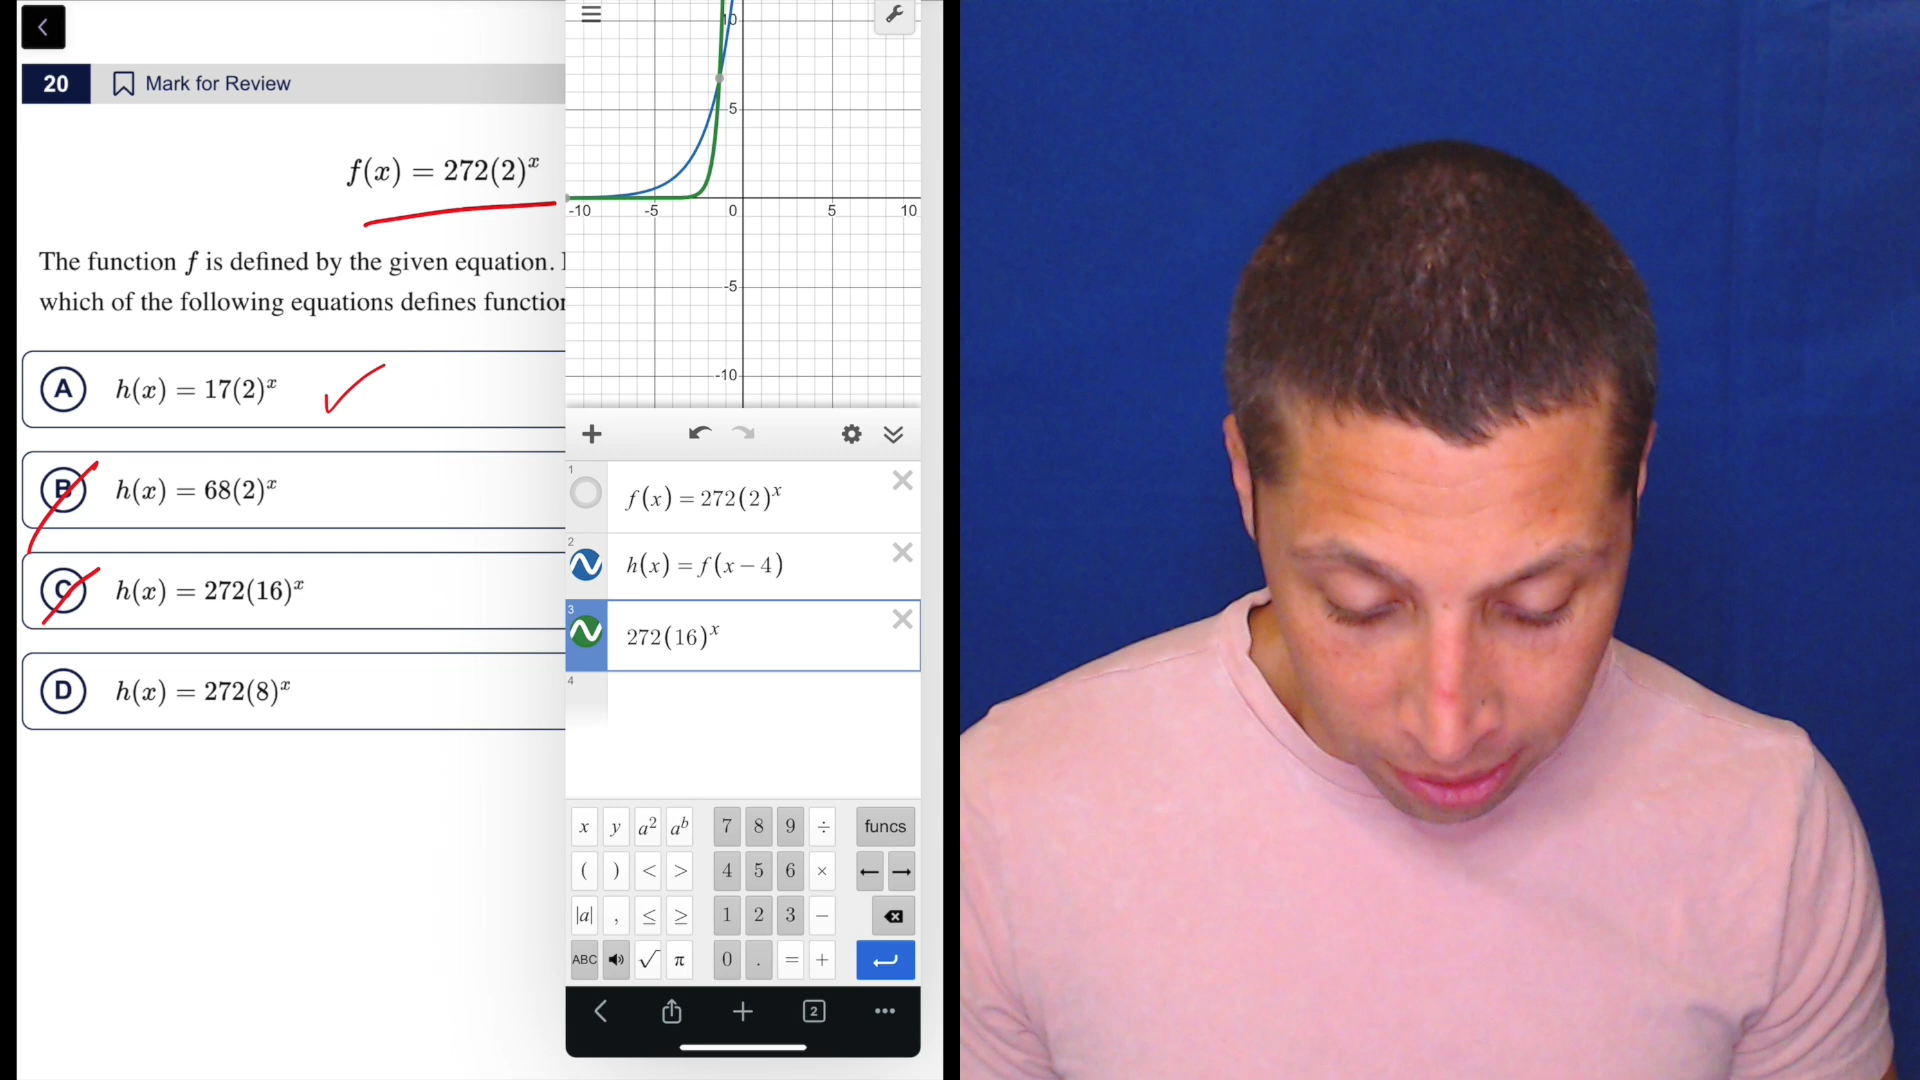 20 Mark for Review
f(x) = 272(2)^x
The function f is defined by the given equation.
which of the following equations defines function
A h(x) = 17(2)^x
B h(x) = 68(2)^x
C h(x) = 272(16)^x
D h(x) = 272(8)^x
10
5
-10 -5 0 5 10
-5
-10
1 f(x) = 272(2)^x
2 h(x) = f(x − 4)
3 272(16)^x
4
x y a² a^b 7 8 9 ÷ funcs
( ) < > 4 5 6 × ← →
|a| , ≤ ≥ 1 2 3 −
ABC √ π 0 . = +
2